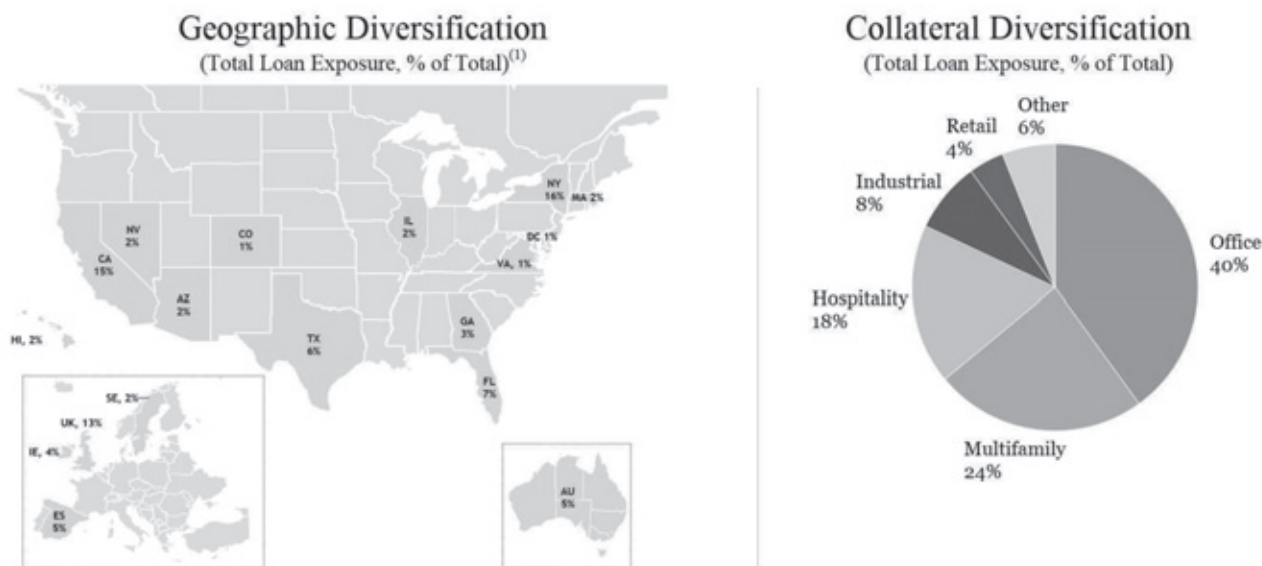 Geographic Diversification
(Total Loan Exposure, % of Total)(1)
NY
16%
MA 2%
NV
2%
CO
1%
IL
2%
DC 1%
CA
15%
VA, 1%
AZ
2%
GA
3%
TX
6%
HI, 2%
FL
7%
SE, 2%
UK, 13%
IE, 4%
ES
5%
AU
5%
Collateral Diversification
(Total Loan Exposure, % of Total)
Other
6%
Retail
4%
Industrial
8%
Office
40%
Hospitality
18%
Multifamily
24%